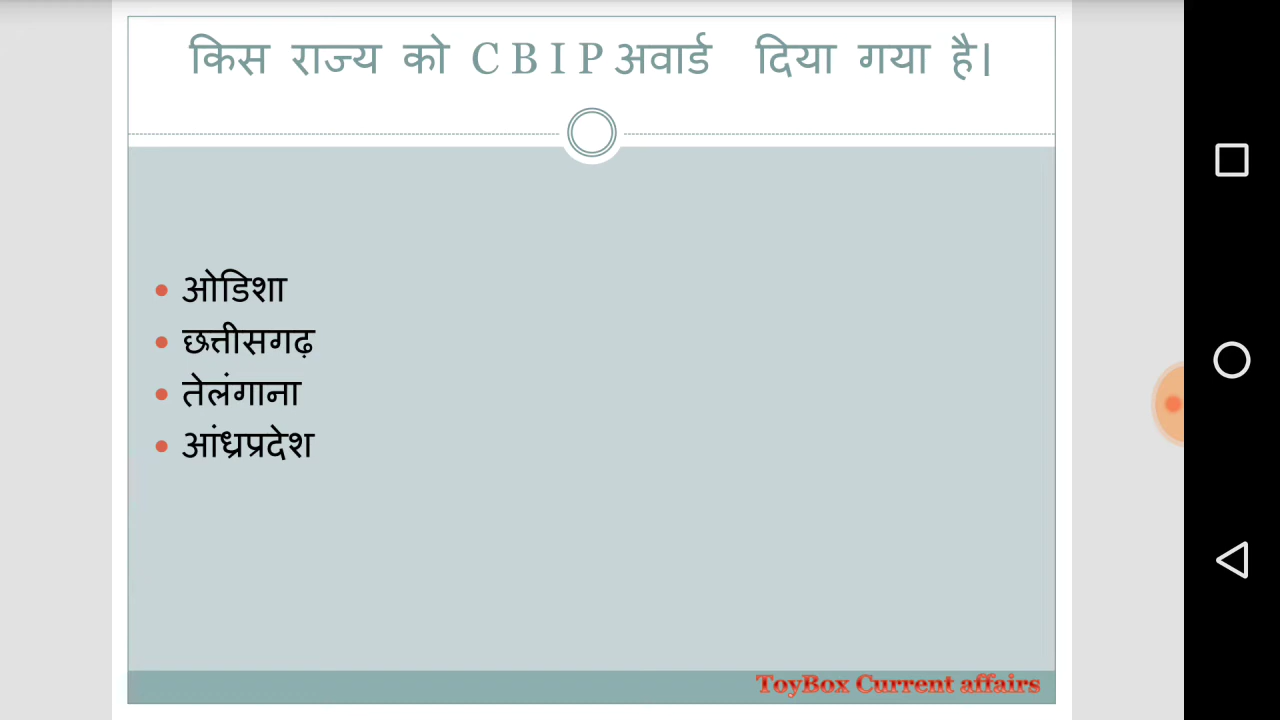 किस राज्य को C B I P अवार्ड दिया गया है।
ओडिशा
छत्तीसगढ़
तेलंगाना
आंध्रप्रदेश
ToyBox Current affairs